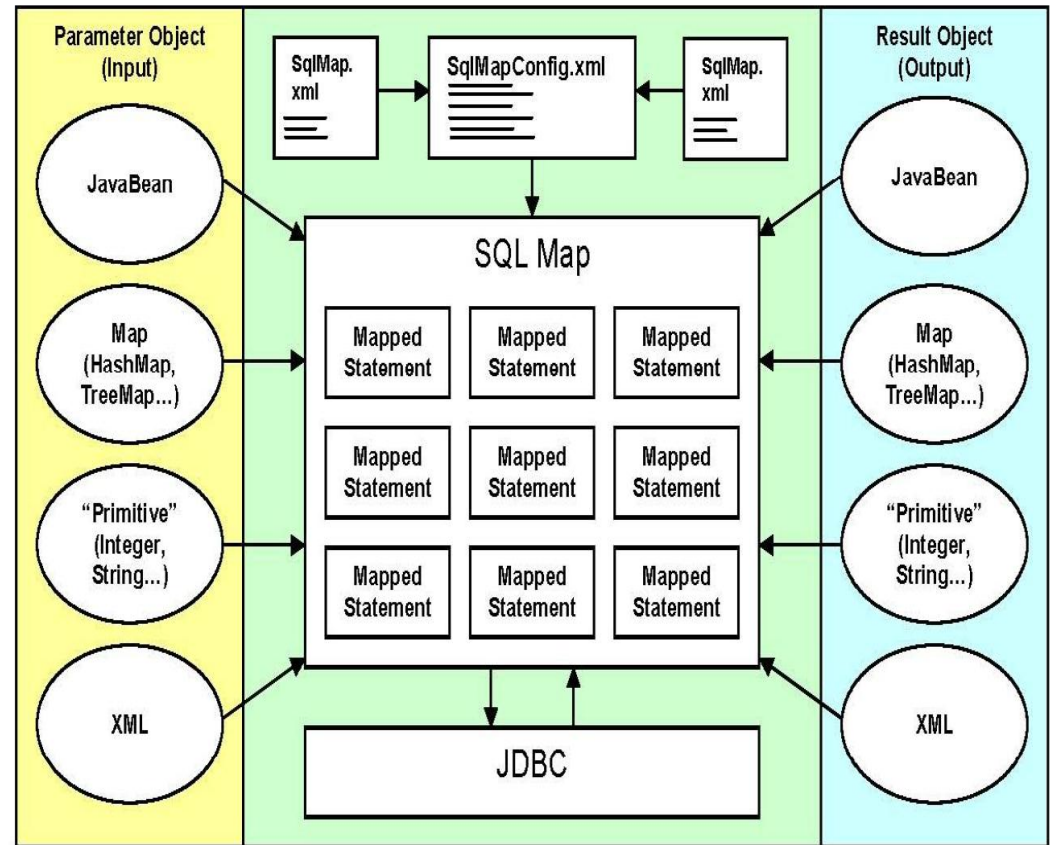 Parameter Object
(Input)
JavaBean
Map
(HashMap,
TreeMap...)
“Primitive”
(Integer,
String...)
XML
SqlMap.
xml
SqlMapConfig.xml
SqlMap.
xml
SQL Map
Mapped
Statement
Mapped
Statement
Mapped
Statement
Mapped
Statement
Mapped
Statement
Mapped
Statement
Mapped
Statement
Mapped
Statement
Mapped
Statement
JDBC
Result Object
(Output)
JavaBean
Map
(HashMap,
TreeMap...)
“Primitive”
(Integer,
String...)
XML